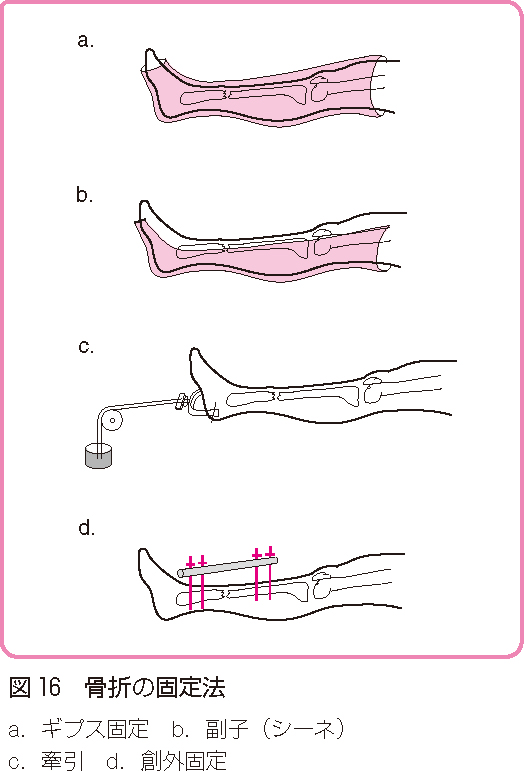 a.
b.
c.
d.
図16　骨折の固定法
a. ギプス固定　b. 副子（シーネ）
c. 牽引　d. 創外固定